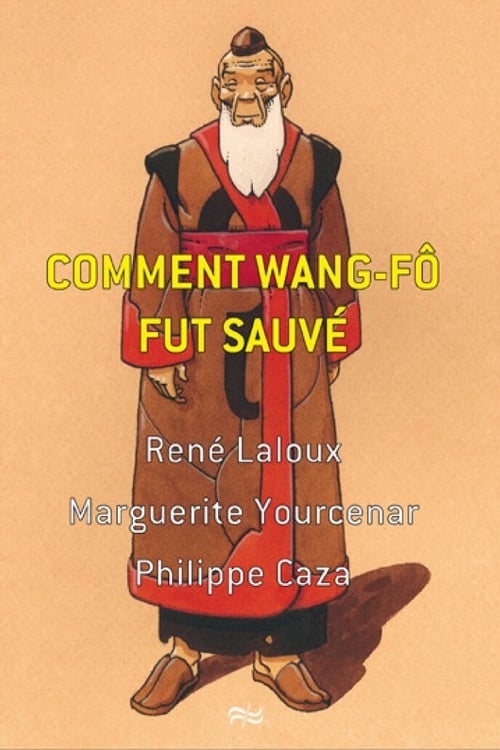 COMMENT WANG-FÔ
FUT SAUVÉ
René Laloux
Marguerite Yourcenar
Philippe Caza